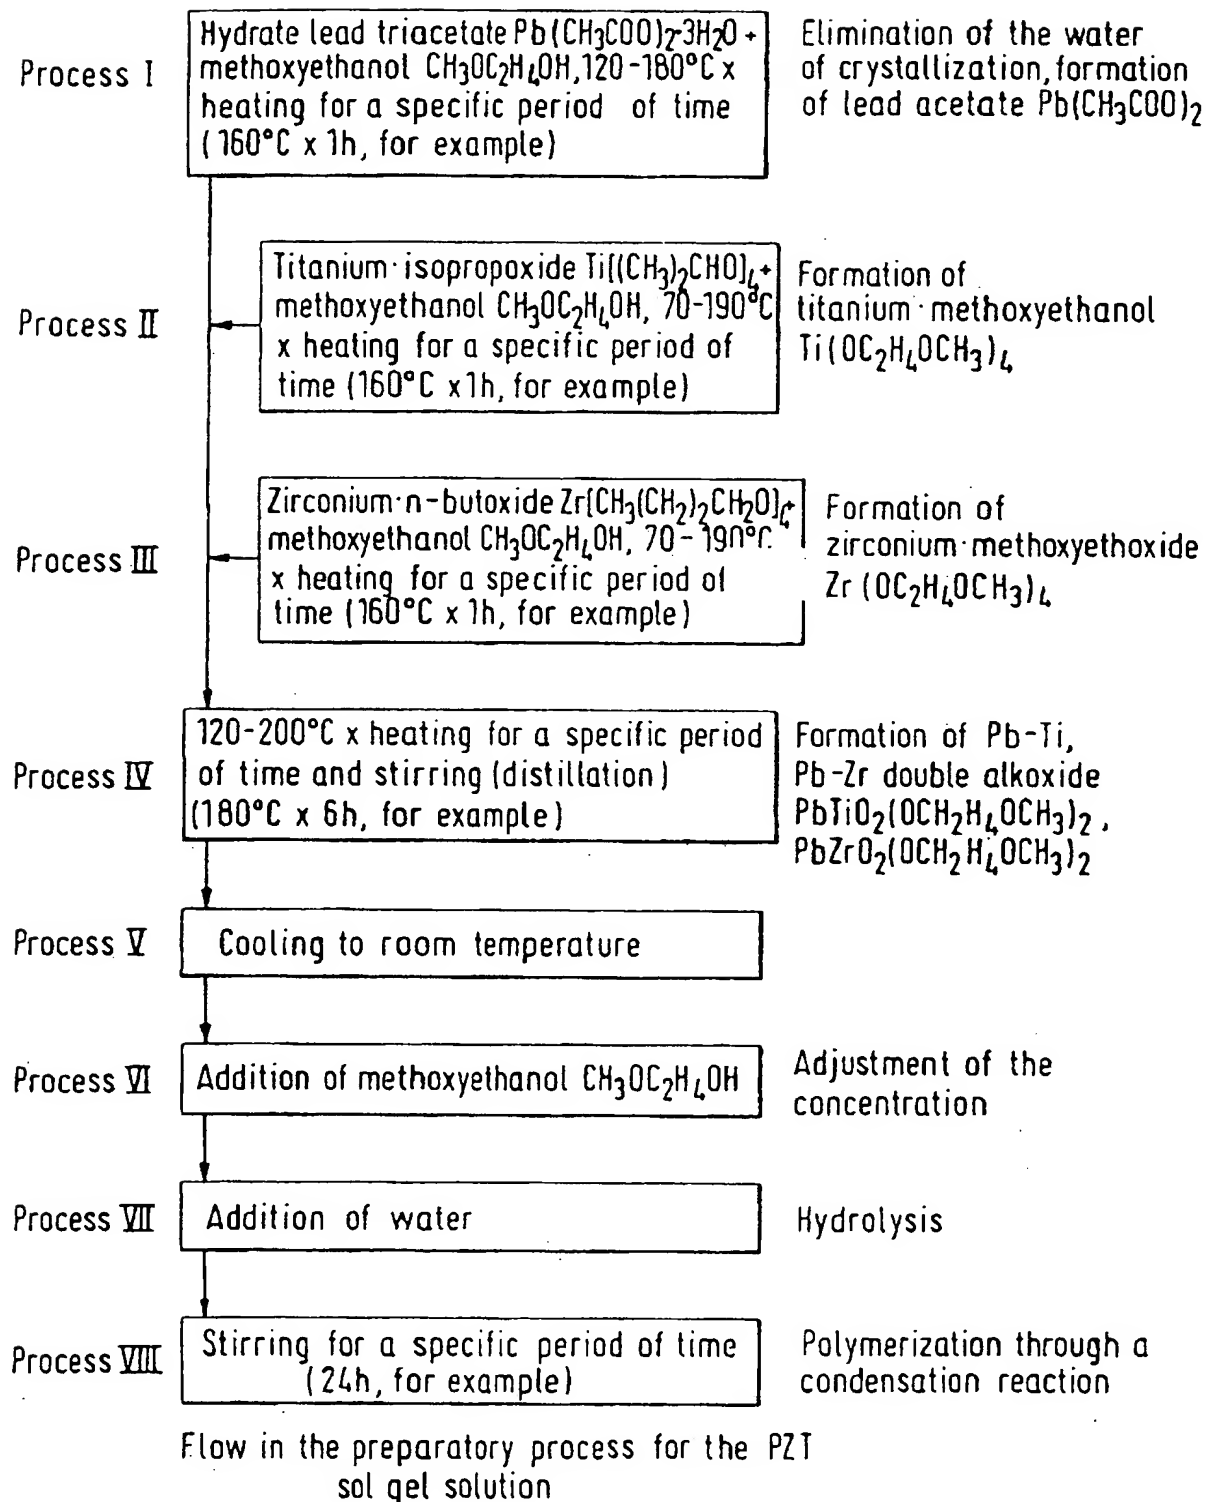 Process I
Hydrate lead triacetate Pb(CH3COO)2·3H2O +
methoxyethanol CH3OC2H4OH, 120-180°C x
heating for a specific period of time
(160°C x 1h, for example)
Elimination of the water
of crystallization, formation
of lead acetate Pb(CH3COO)2
Process II
Titanium·isopropoxide Ti[(CH3)2CHO]4+
methoxyethanol CH3OC2H4OH, 70-190°C
x heating for a specific period of
time (160°C x 1h, for example)
Formation of
titanium·methoxyethanol
Ti(OC2H4OCH3)4
Process III
Zirconium·n-butoxide Zr[CH3(CH2)2CH2O]4+
methoxyethanol CH3OC2H4OH, 70-190°C
x heating for a specific period of
time (160°C x 1h, for example)
Formation of
zirconium·methoxyethoxide
Zr(OC2H4OCH3)4
Process IV
120-200°C x heating for a specific period
of time and stirring (distillation)
(180°C x 6h, for example)
Formation of Pb-Ti,
Pb-Zr double alkoxide
PbTiO2(OCH2H4OCH3)2,
PbZrO2(OCH2H4OCH3)2
Process V
Cooling to room temperature
Process VI
Addition of methoxyethanol CH3OC2H4OH
Adjustment of the
concentration
Process VII
Addition of water
Hydrolysis
Process VIII
Stirring for a specific period of time
(24h, for example)
Polymerization through a
condensation reaction
Flow in the preparatory process for the PZT
sol gel solution